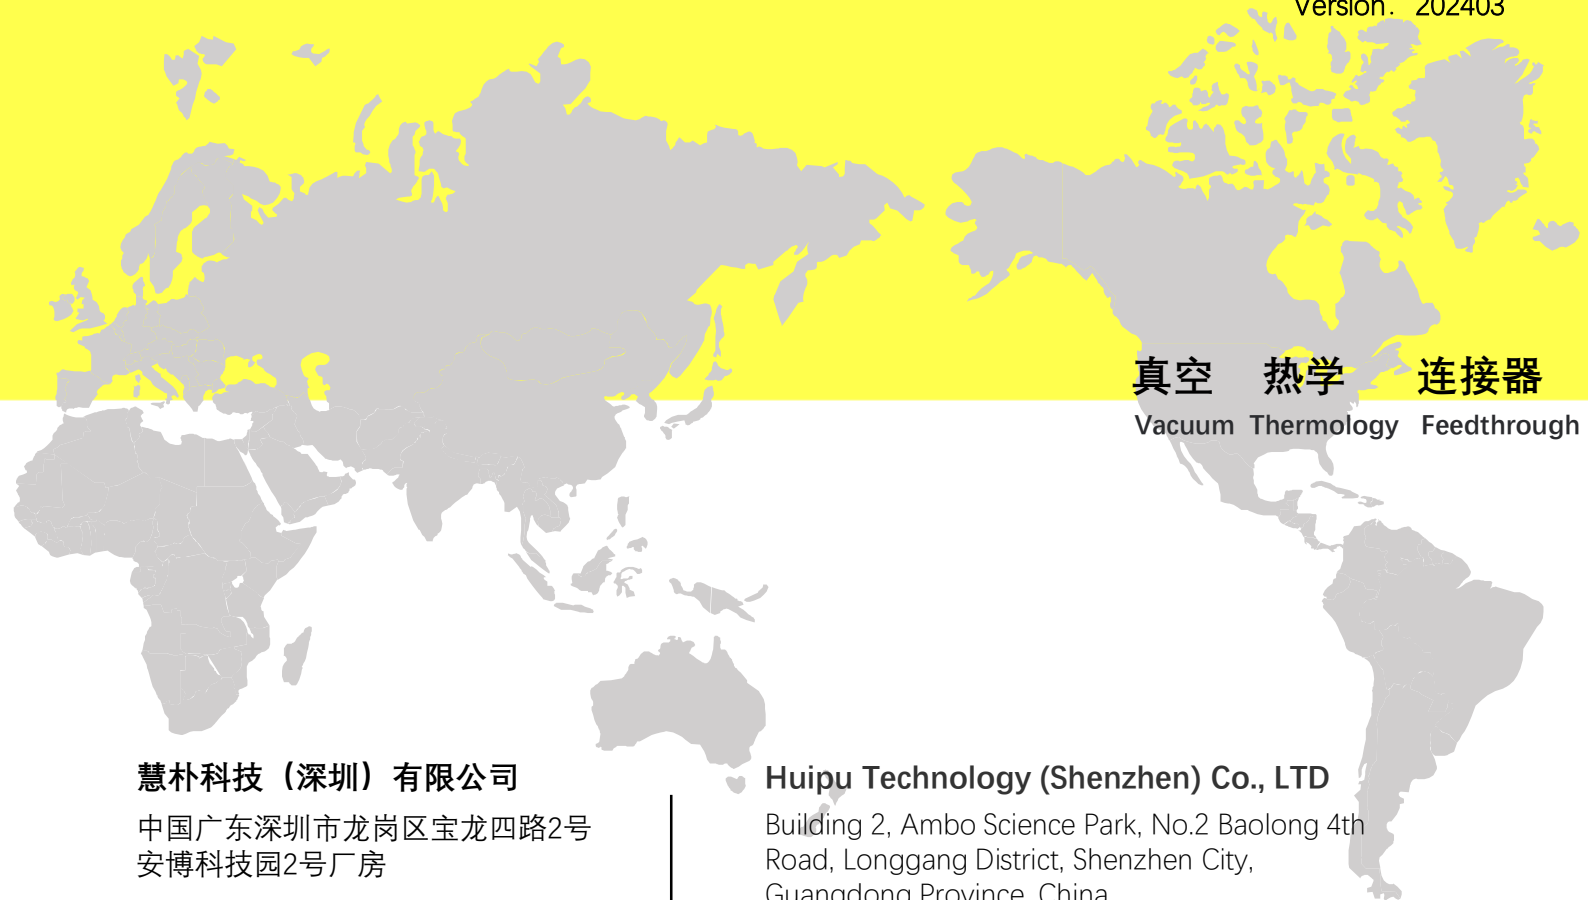 Version: 202403
真空 热学 连接器
Vacuum Thermology Feedthrough
慧朴科技（深圳）有限公司
中国广东深圳市龙岗区宝龙四路2号
安博科技园2号厂房
Huipu Technology (Shenzhen) Co., LTD
Building 2, Ambo Science Park, No.2 Baolong 4th
Road, Longgang District, Shenzhen City,
Guangdong Province, China